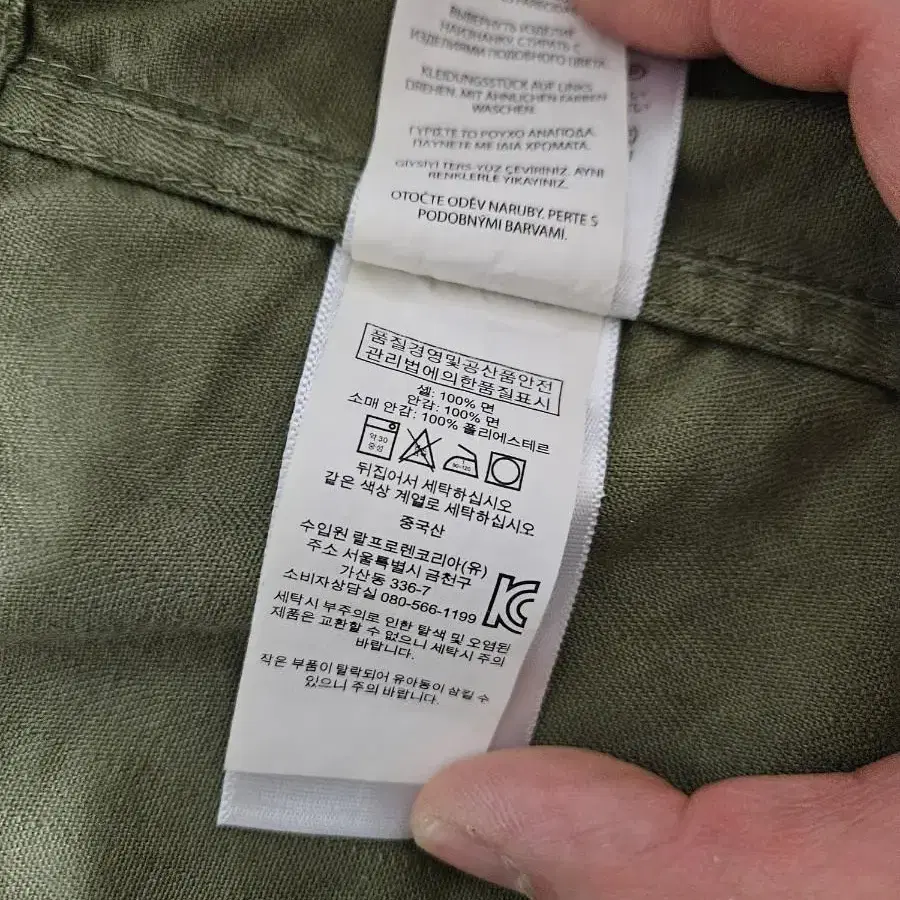 ВЫВЕРНУТЬ ИЗДЕЛИЕ
НАИЗНАНКУ. СТИРАТЬ С
ИЗДЕЛИЯМИ ПОДОБНОГО ЦВЕТА.
KLEIDUNGSSTÜCK AUF LINKS
DREHEN. MIT ÄHNLICHEN FARBEN
WASCHEN.
ΓΥΡΙΣΤΕ ΤΟ ΡΟΥΧΟ ΑΝΑΠΟΔΑ.
ΠΛΥΝΕΤΕ ΜΕ ΙΔΙΑ ΧΡΩΜΑΤΑ.
GIYSIYI TERS-YÜZ ÇEVIRINIZ. AYNI
RENKLERLE YIKAYINIZ.
OTOČTE ODĚV NARUBY. PERTE S
PODOBNÝMI BARVAMI.
품질경영및공산품안전
관리법에의한품질표시
셸: 100% 면
안감: 100% 면
소매 안감: 100% 폴리에스테르
약 30
중성
80-120
뒤집어서 세탁하십시오
같은 색상 계열로 세탁하십시오
중국산
수입원 랄프로렌코리아(유)
주소 서울특별시 금천구
가산동 336-7
소비자상담실 080-566-1199
KC
세탁시 부주의로 인한 탈색 및 오염된
제품은 교환할 수 없으니 세탁시 주의
바랍니다.
작은 부품이 탈락되어 유아동이 삼킬 수
있으니 주의 바랍니다.